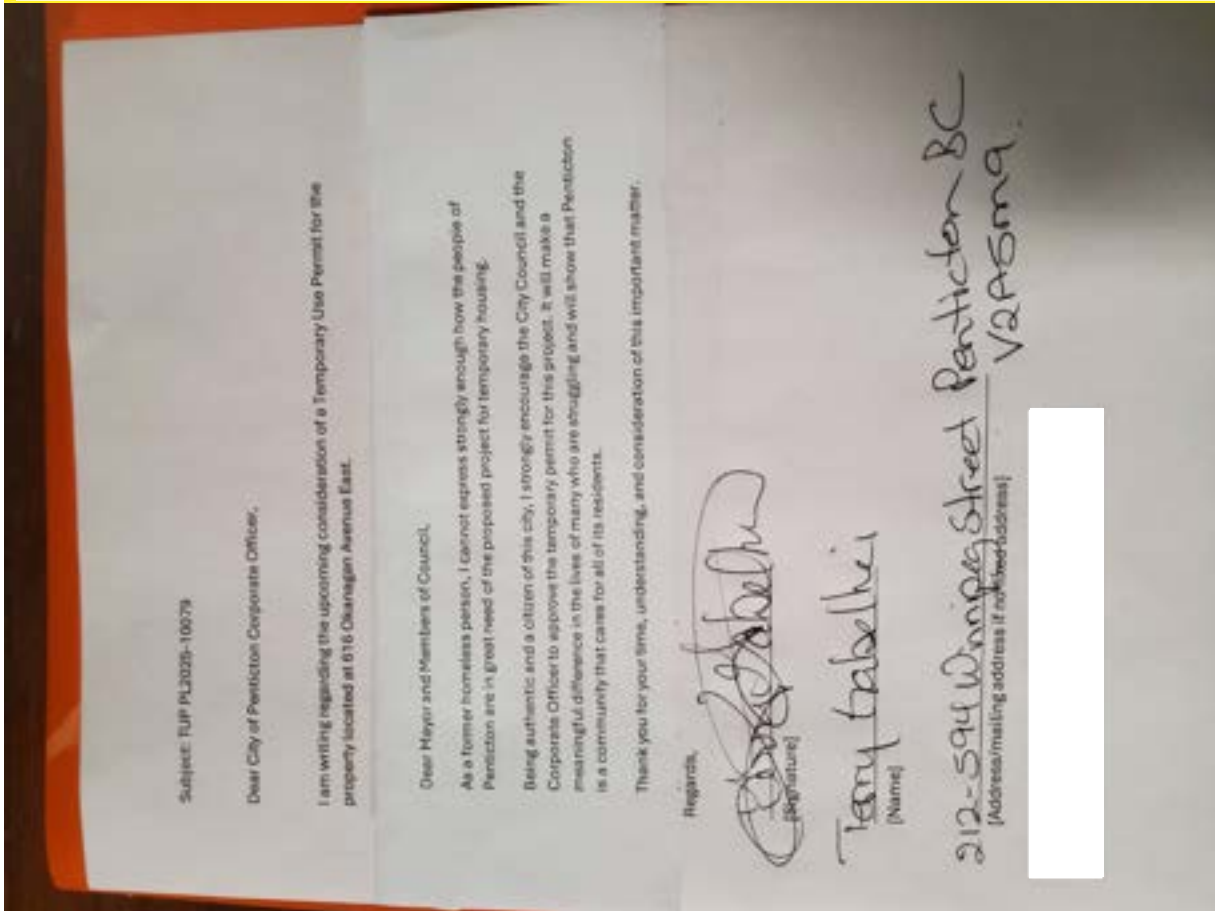 Subject: TUP PL2025-10079
Dear City of Penticton Corporate Officer,
I am writing regarding the upcoming consideration of a Temporary Use Permit for the
property located at 616 Okanagan Avenue East.
Dear Mayor and Members of Council,
As a former homeless person, I cannot express strongly enough how the people of
Penticton are in great need of the proposed project for temporary housing.
Being authentic and a citizen of this city, I strongly encourage the City Council and the
Corporate Officer to approve the temporary permit for this project. It will make a
meaningful difference in the lives of many who are struggling and will show that Penticton
is a community that cares for all of its residents.
Thank you for your time, understanding, and consideration of this important matter.
Regards,
[Signature]
Terry
[Name]
212-594 Winnipeg Street Penticton BC
V2A5m9.
[Address/mailing address if no address]